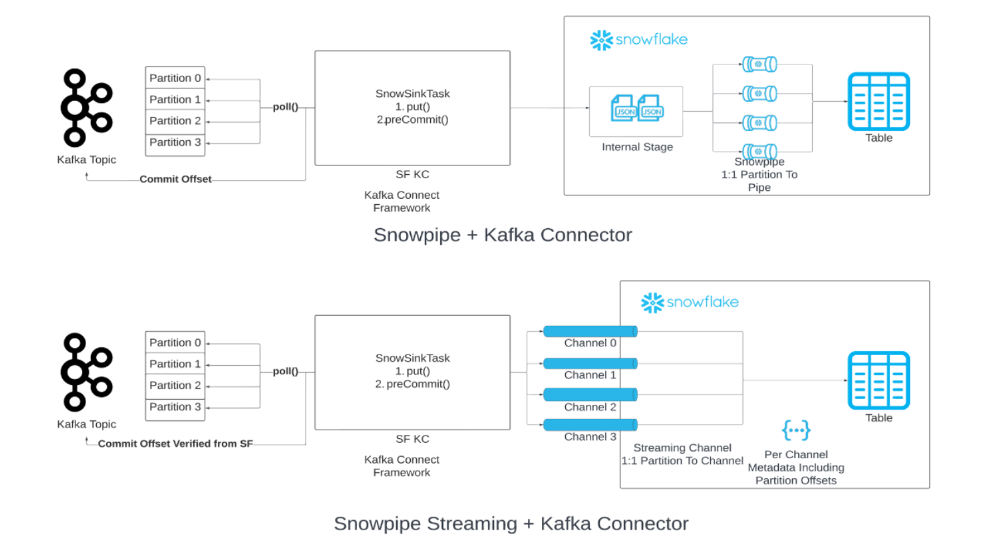 snowflake
Partition 0
Partition 1
Partition 2
Partition 3
poll()
SnowSinkTask
1. put()
2.preCommit()
JSON
JSON
Internal Stage
Table
Kafka Topic
Commit Offset
SF KC
Kafka Connect
Framework
Snowpipe
1:1 Partition To
Pipe
Snowpipe + Kafka Connector
snowflake
Partition 0
Partition 1
Partition 2
Partition 3
poll()
SnowSinkTask
1. put()
2. preCommit()
Channel 0
Channel 1
Channel 2
Channel 3
Table
Kafka Topic
Commit Offset Verified from SF
SF KC
Kafka Connect
Framework
Streaming Channel
1:1 Partition To Channel
{...}
Per Channel
Metadata Including
Partition Offsets
Snowpipe Streaming + Kafka Connector